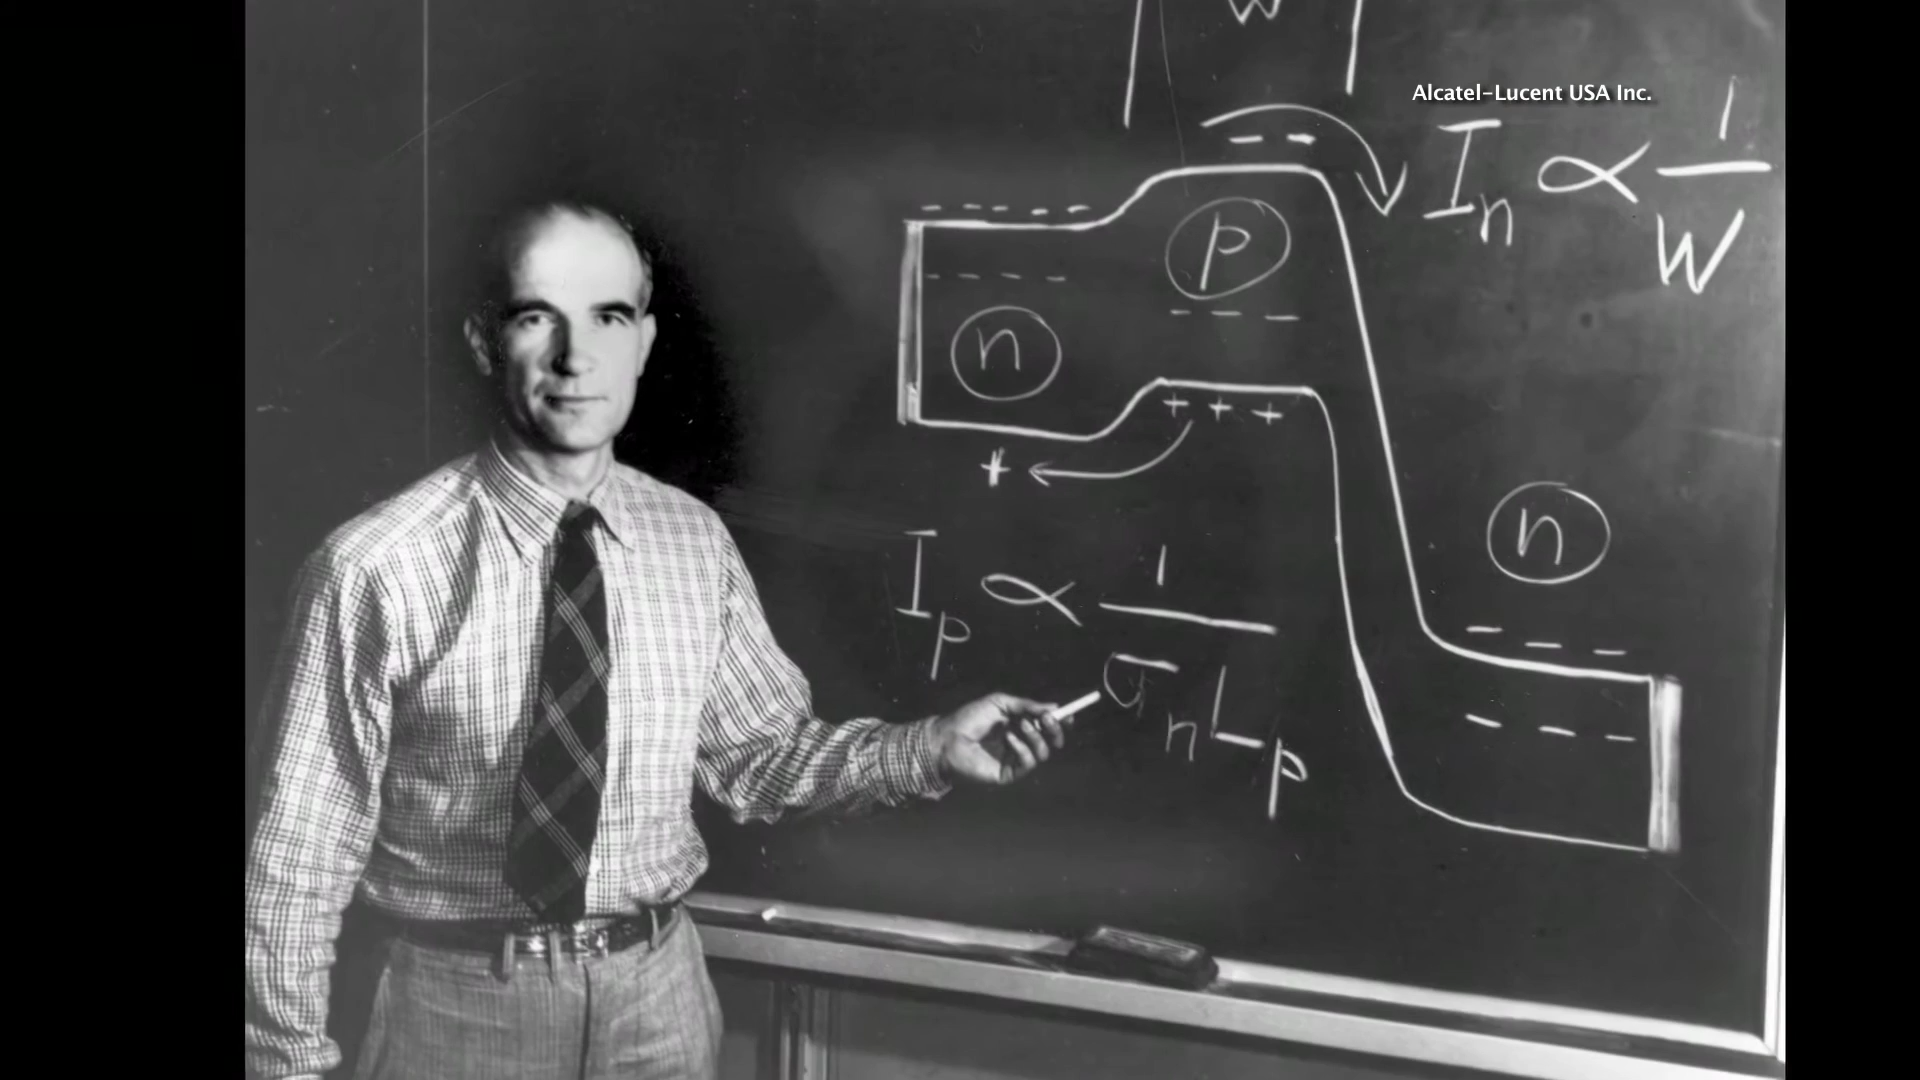 W
Alcatel-Lucent USA Inc.
Iₙ ∝ 1/W
p
n
+ + +
+
n
Iₚ ∝ 1/(σₙLₚ)